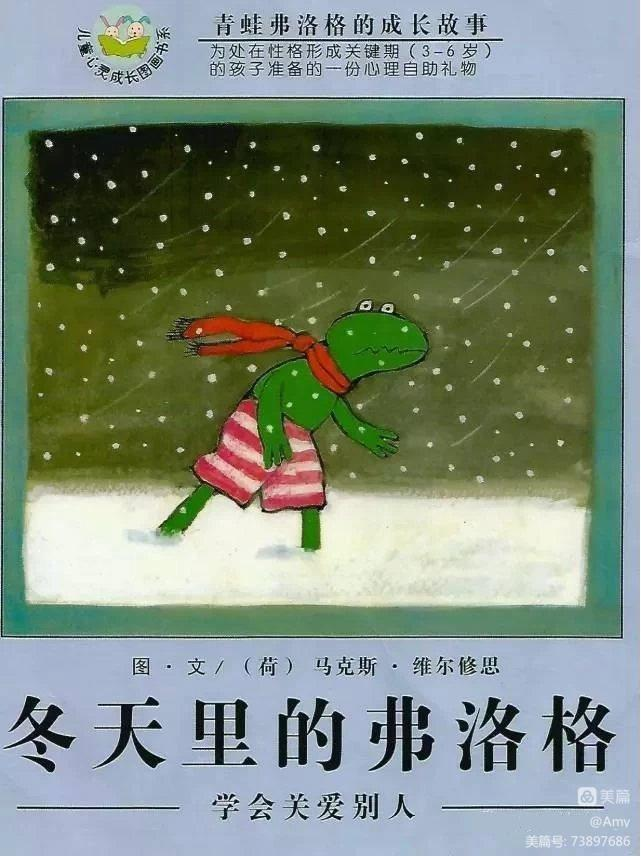 儿童心灵成长图画书系
青蛙弗洛格的成长故事
为处在性格形成关键期(3-6岁)
的孩子准备的一份心理自助礼物
图·文/(荷)马克斯·维尔修思
冬天里的弗洛格
学会关爱别人
美篇
@Amy
美篇号: 73897686